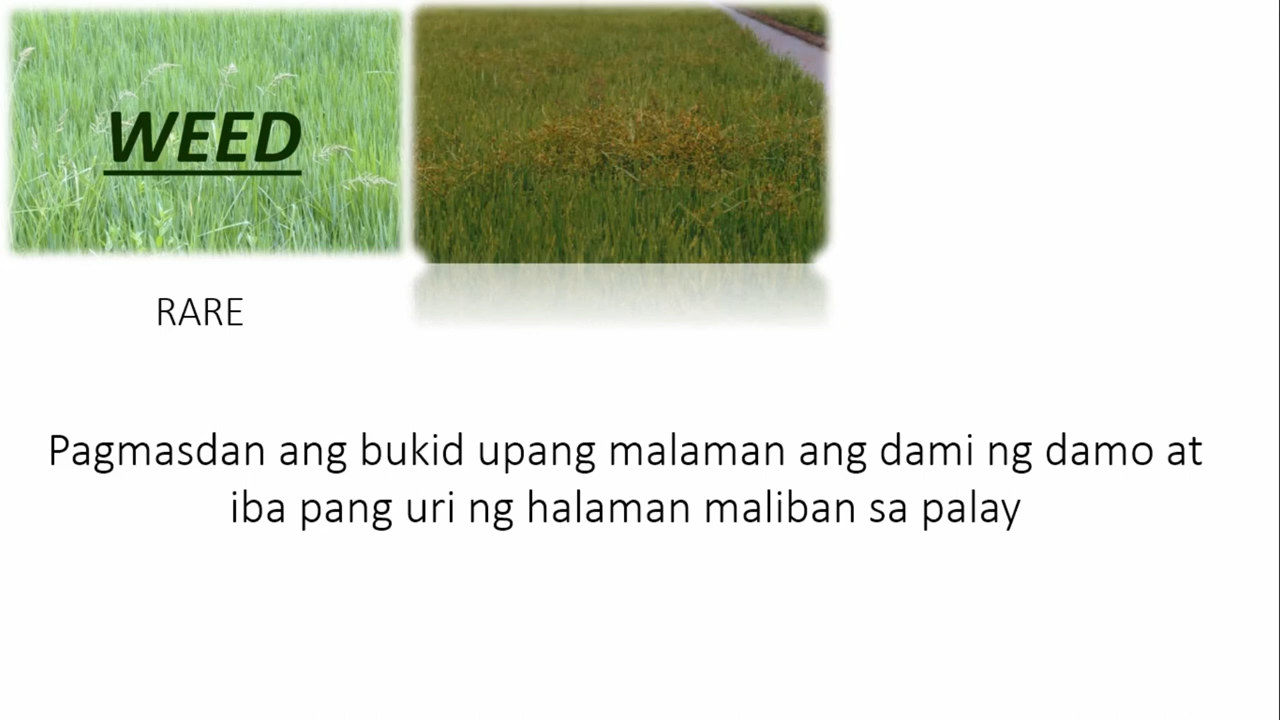 WEED
RARE
Pagmasdan ang bukid upang malaman ang dami ng damo at
iba pang uri ng halaman maliban sa palay